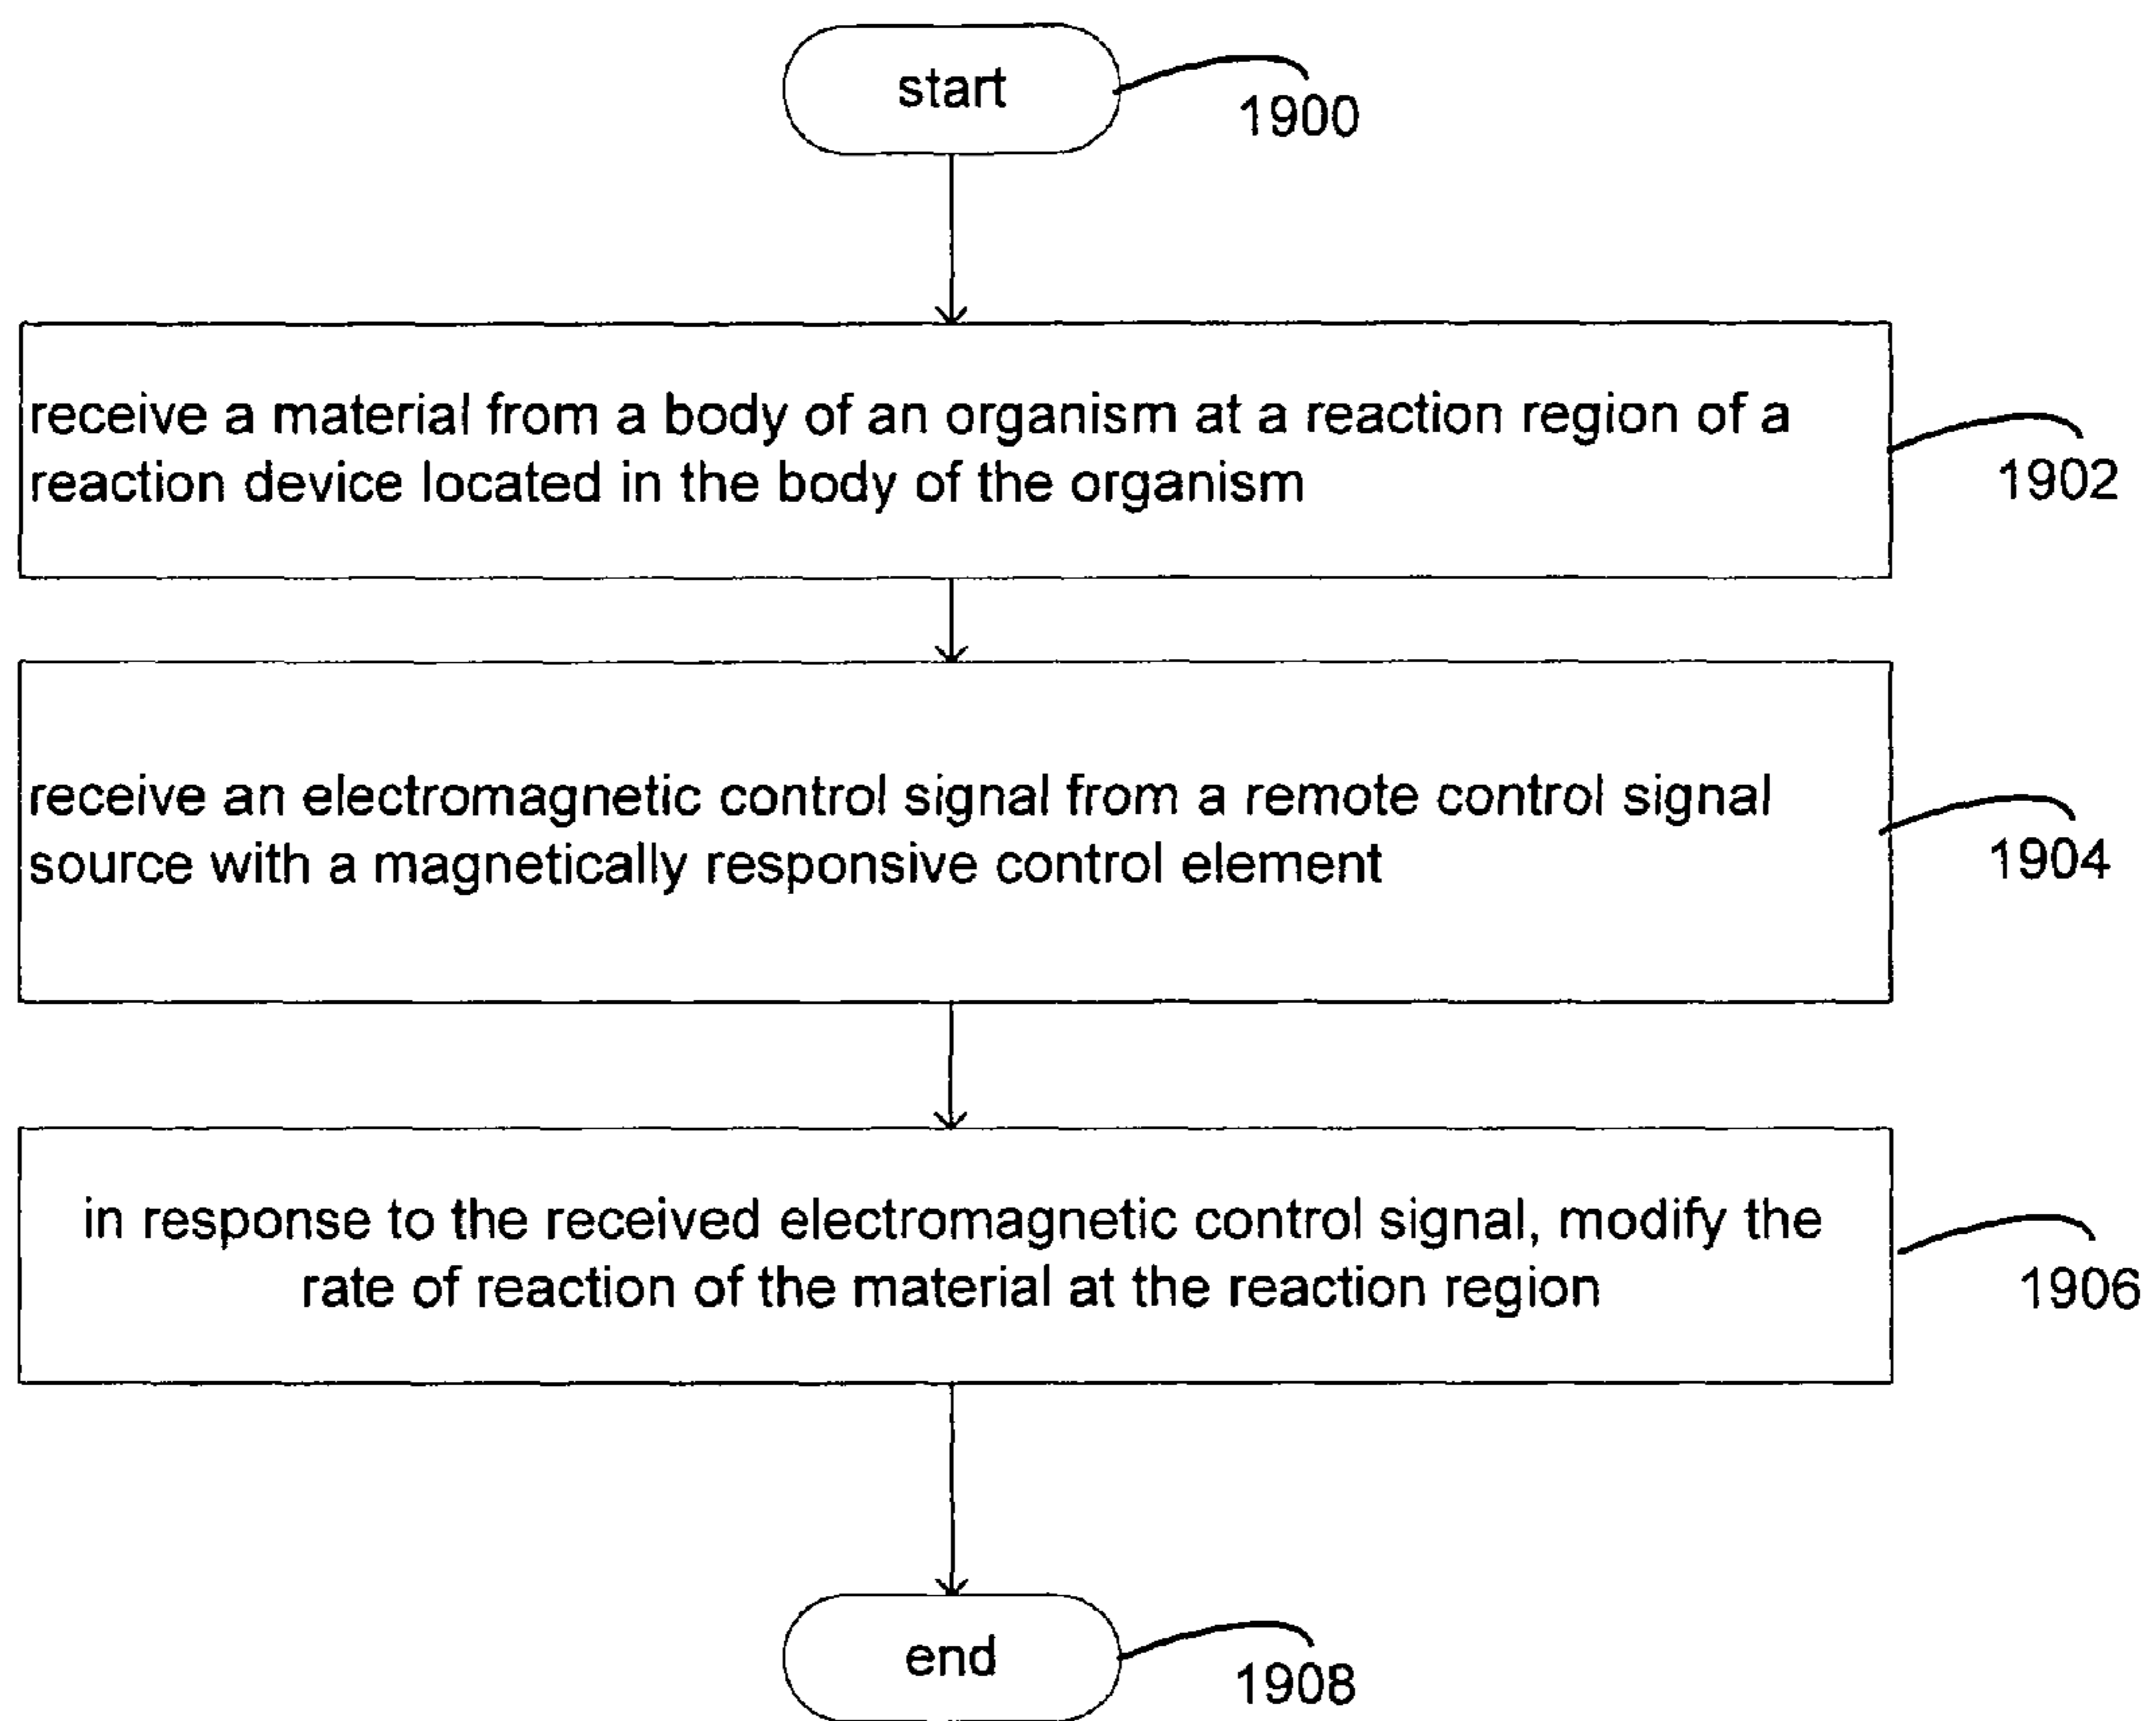 start
1900
receive a material from a body of an organism at a reaction region of a
reaction device located in the body of the organism
1902
receive an electromagnetic control signal from a remote control signal
source with a magnetically responsive control element
1904
in response to the received electromagnetic control signal, modify the
rate of reaction of the material at the reaction region
1906
end
1908